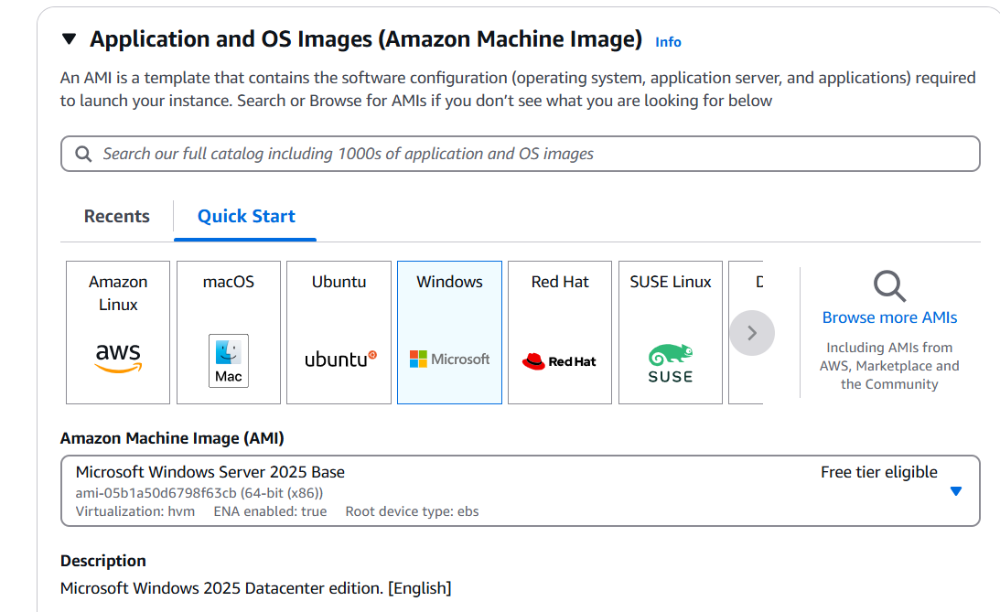 Application and OS Images (Amazon Machine Image) Info
An AMI is a template that contains the software configuration (operating system, application server, and applications) required
to launch your instance. Search or Browse for AMIs if you don’t see what you are looking for below
Search our full catalog including 1000s of application and OS images
Recents
Quick Start
Amazon
Linux
aws
macOS
Mac
Ubuntu
ubuntu
Windows
Microsoft
Red Hat
Red Hat
SUSE Linux
SUSE
Browse more AMIs
Including AMIs from
AWS, Marketplace and
the Community
Amazon Machine Image (AMI)
Microsoft Windows Server 2025 Base
Free tier eligible
ami-05b1a50d6798f63cb (64-bit (x86))
Virtualization: hvm ENA enabled: true Root device type: ebs
Description
Microsoft Windows 2025 Datacenter edition. [English]